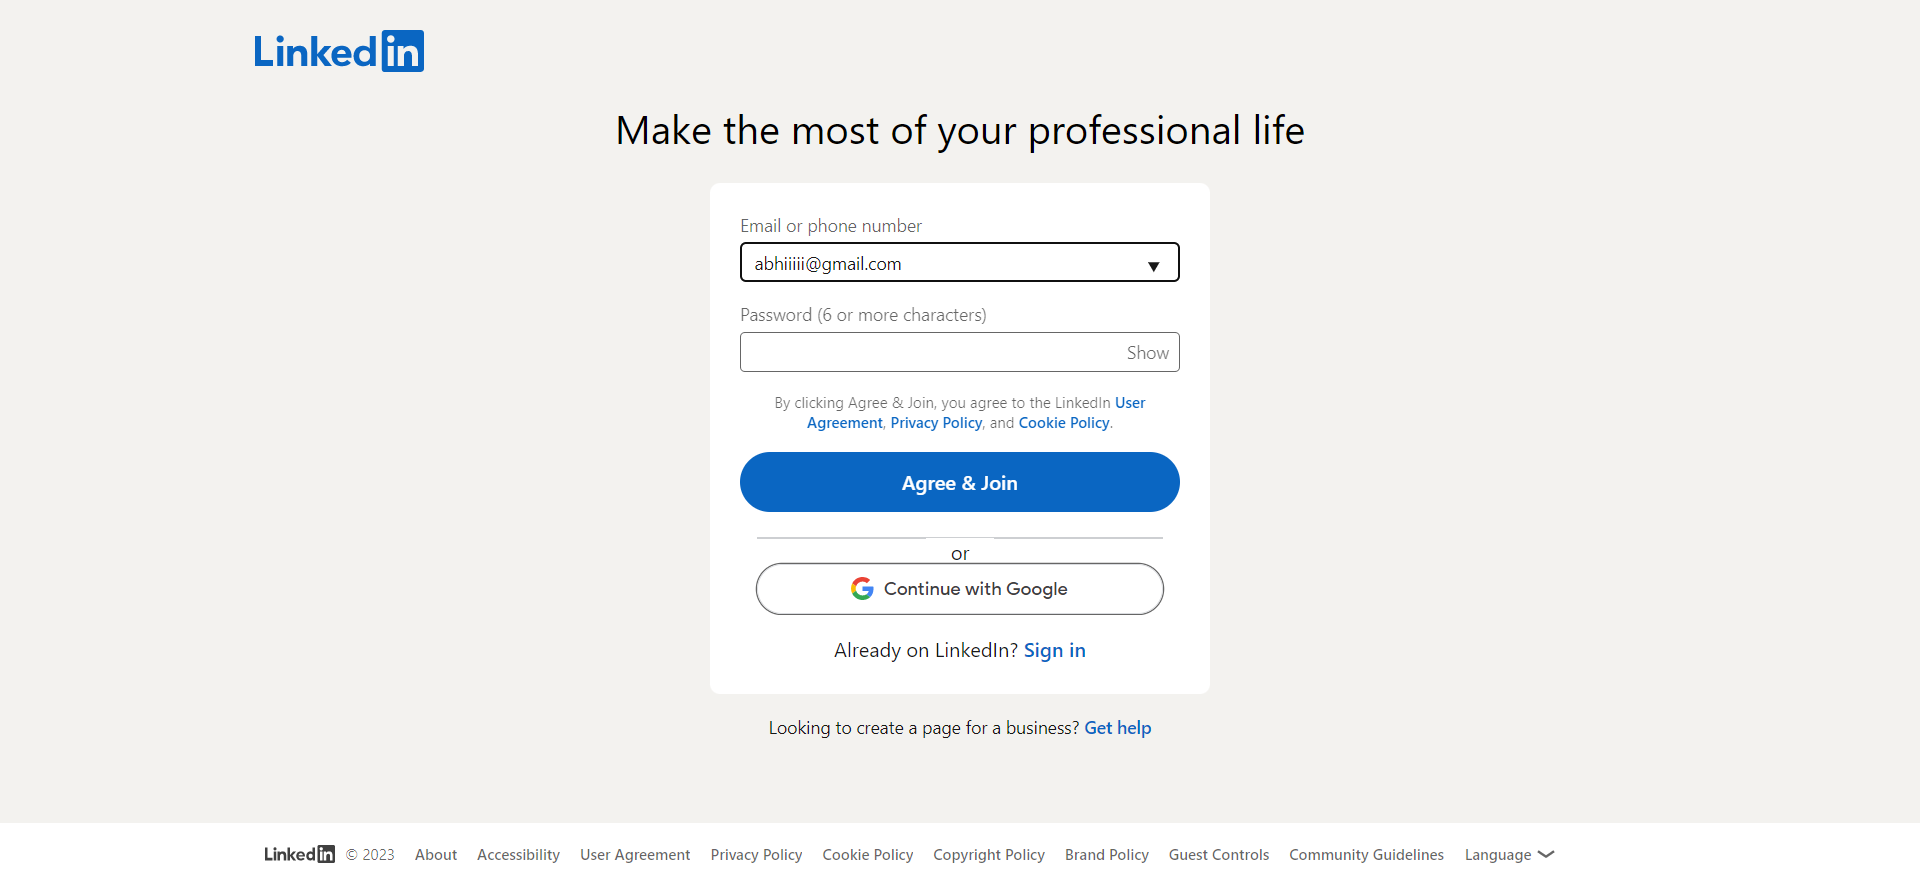 LinkedIn
Make the most of your professional life
Email or phone number
abhiiiii@gmail.com
Password (6 or more characters)
Show
By clicking Agree & Join, you agree to the LinkedIn User
Agreement, Privacy Policy, and Cookie Policy.
Agree & Join
or
Continue with Google
Already on LinkedIn? Sign in
Looking to create a page for a business? Get help
LinkedIn © 2023 About Accessibility User Agreement Privacy Policy Cookie Policy Copyright Policy Brand Policy Guest Controls Community Guidelines Language